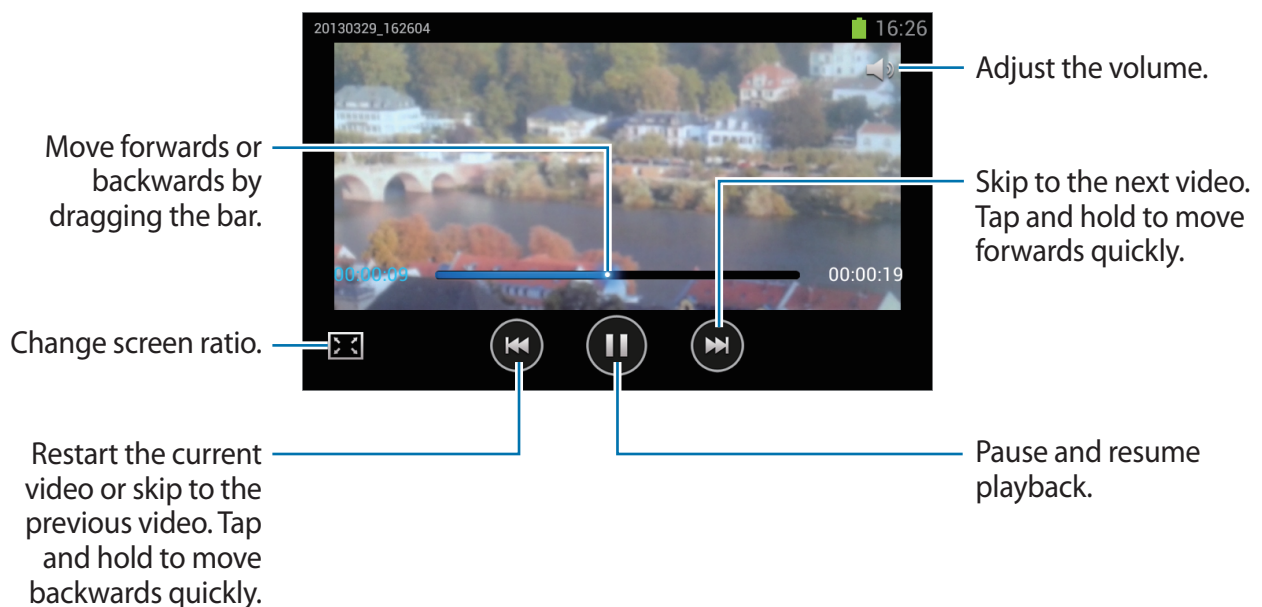 20130329_162604
16:26
Adjust the volume.
Move forwards or
backwards by
dragging the bar.
Skip to the next video.
Tap and hold to move
forwards quickly.
00:00:09
00:00:19
Change screen ratio.
Restart the current
video or skip to the
previous video. Tap
and hold to move
backwards quickly.
Pause and resume
playback.